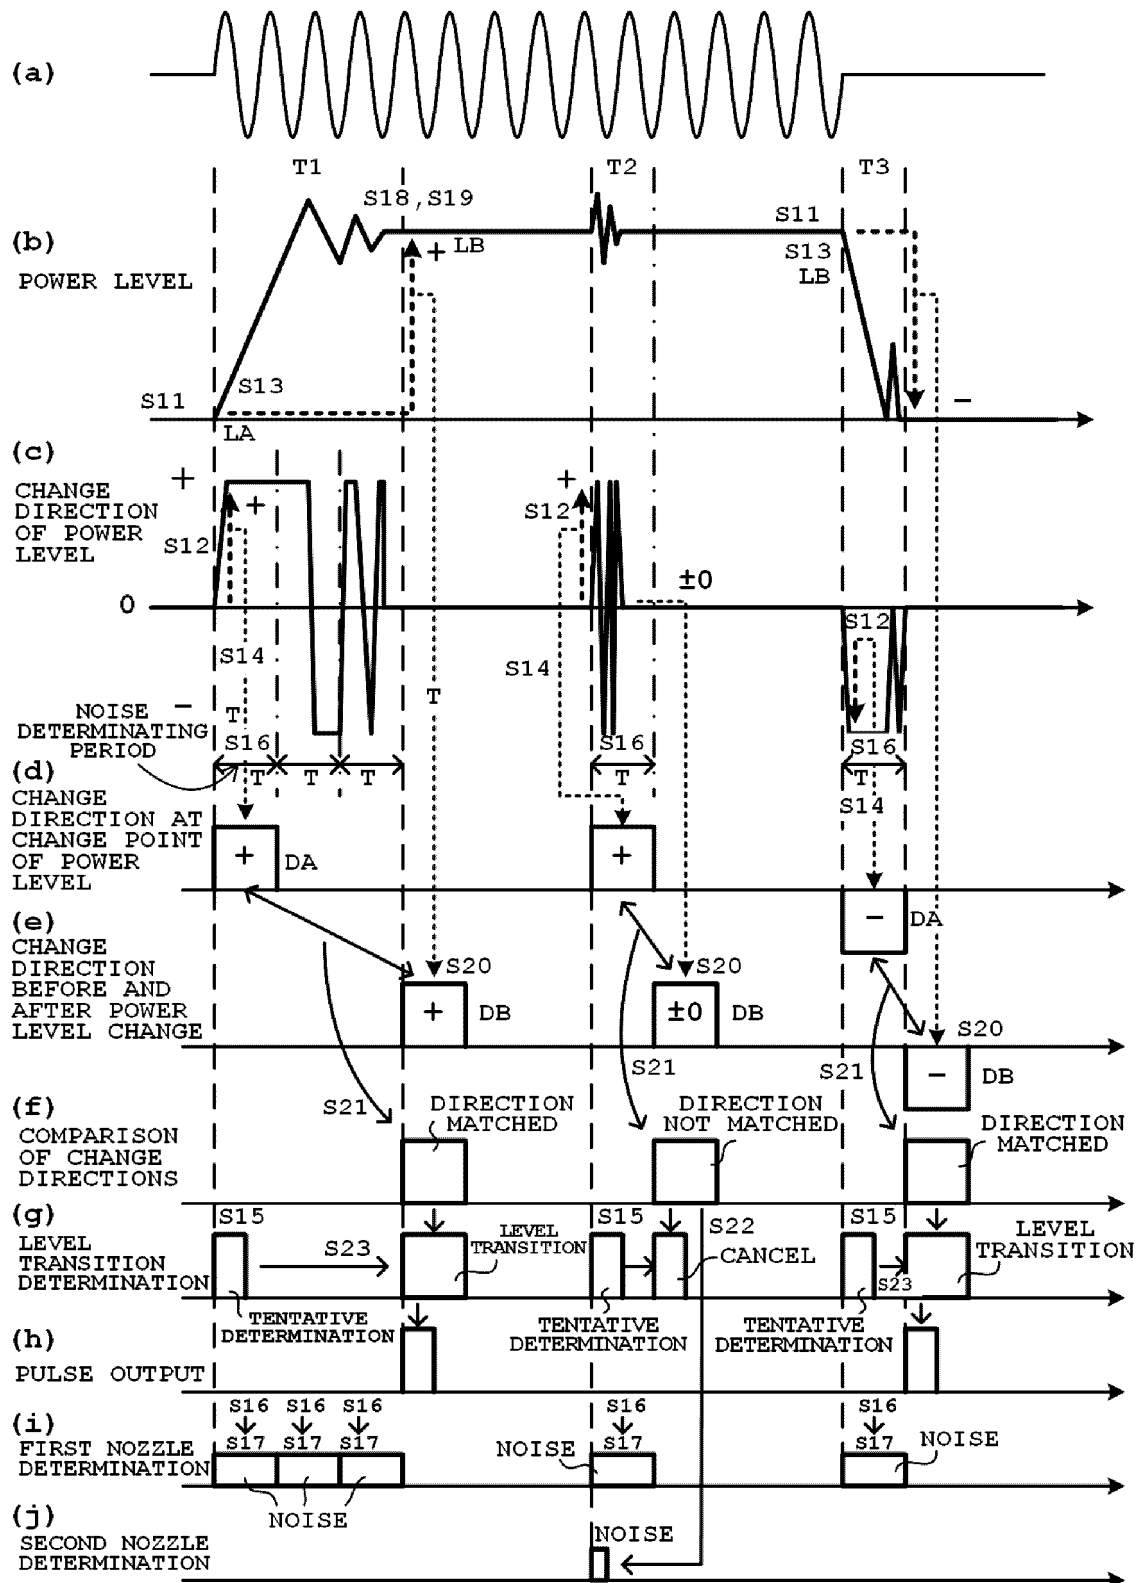 (a)
T1
T2
T3
S18,S19
S11
(b)
+
LB
S13
POWER LEVEL
LB
S13
S11
LA
−
(c)
+
+
CHANGE
DIRECTION
OF POWER
LEVEL
+
S12
S12
±0
0
S12
S14
S14
T
−
T
NOISE
DETERMINATING
PERIOD
S16
S16
S16
(d)
T
T
T
T
T
CHANGE
DIRECTION AT
CHANGE POINT
OF POWER
LEVEL
S14
+
DA
+
−
DA
(e)
CHANGE
DIRECTION
BEFORE AND
AFTER POWER
LEVEL CHANGE
S20
S20
+
DB
±0
DB
S20
S21
S21
−
DB
S21
(f)
DIRECTION
MATCHED
DIRECTION
NOT MATCHED
DIRECTION
MATCHED
COMPARISON
OF CHANGE
DIRECTIONS
(g)
S15
S15
S22
S15
LEVEL
TRANSITION
DETERMINATION
S23
LEVEL
TRANSITION
CANCEL
LEVEL
TRANSITION
S23
TENTATIVE
DETERMINATION
TENTATIVE
DETERMINATION
TENTATIVE
DETERMINATION
(h)
PULSE OUTPUT
S16
S16
S16
S16
S16
(i)
S17
S17
S17
S17
S17
FIRST NOZZLE
DETERMINATION
NOISE
NOISE
NOISE
(j)
SECOND NOZZLE
DETERMINATION
NOISE